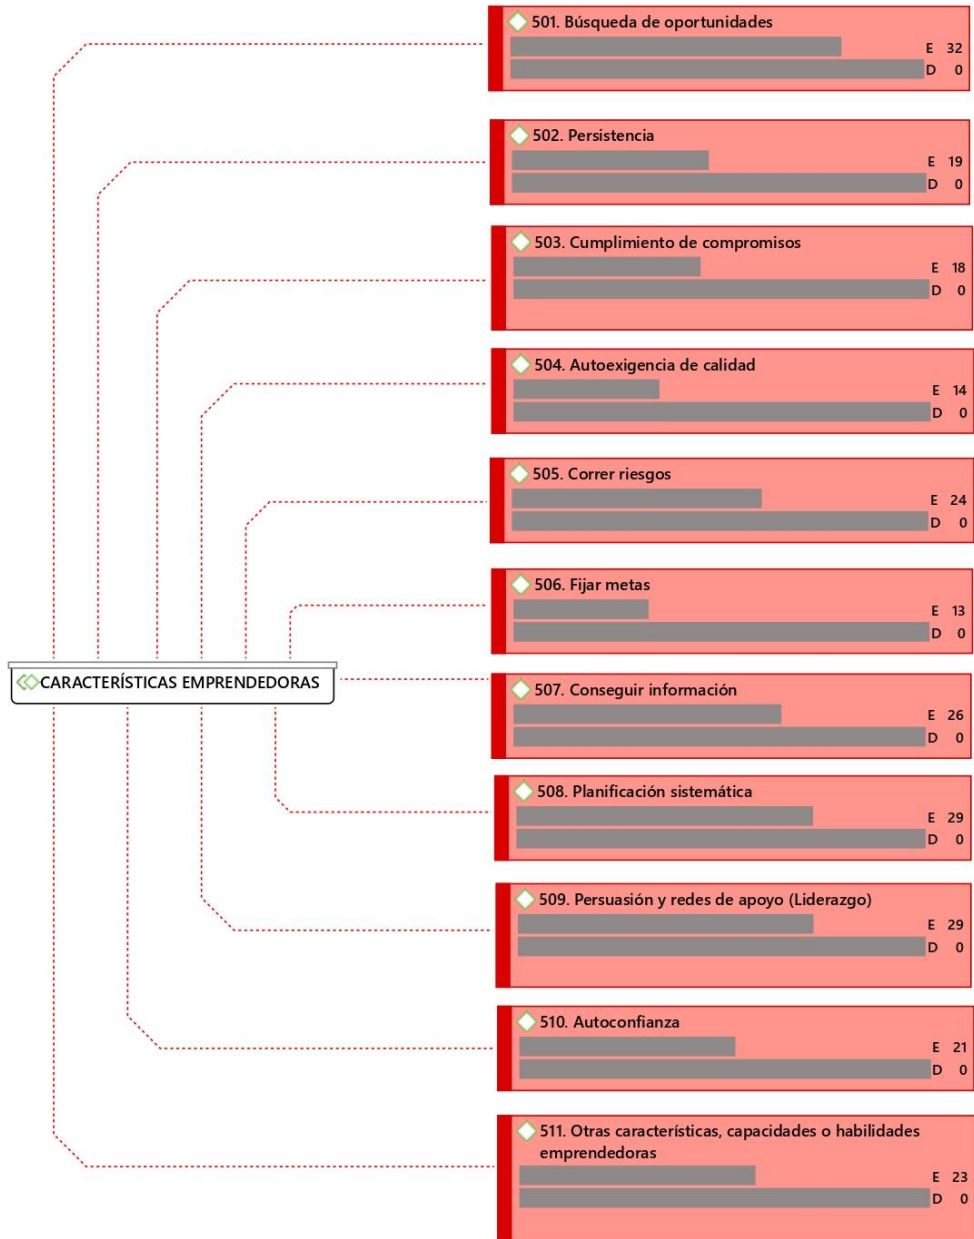 501. Búsqueda de oportunidades
E 32
D 0
502. Persistencia
E 19
D 0
503. Cumplimiento de compromisos
E 18
D 0
504. Autoexigencia de calidad
E 14
D 0
505. Correr riesgos
E 24
D 0
506. Fijar metas
E 13
D 0
CARACTERÍSTICAS EMPRENDEDORAS
507. Conseguir información
E 26
D 0
508. Planificación sistemática
E 29
D 0
509. Persuasión y redes de apoyo (Liderazgo)
E 29
D 0
510. Autoconfianza
E 21
D 0
511. Otras características, capacidades o habilidades
emprendedoras
E 23
D 0